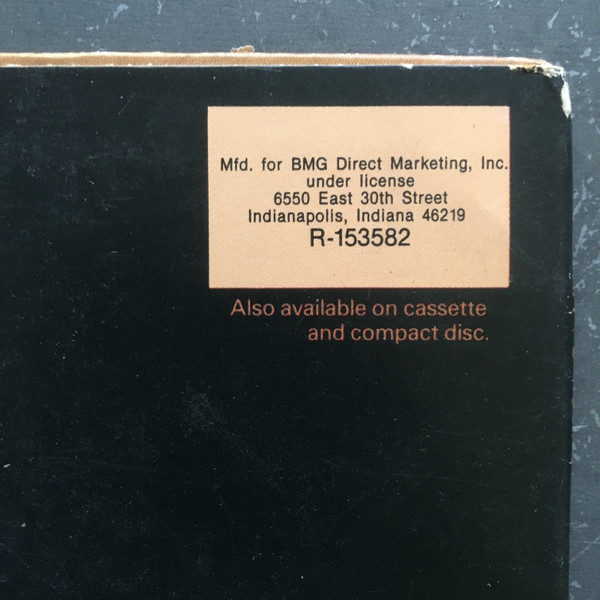 Mfd. for BMG Direct Marketing, Inc.
under license
6550 East 30th Street
Indianapolis, Indiana 46219
R-153582
Also available on cassette
and compact disc.